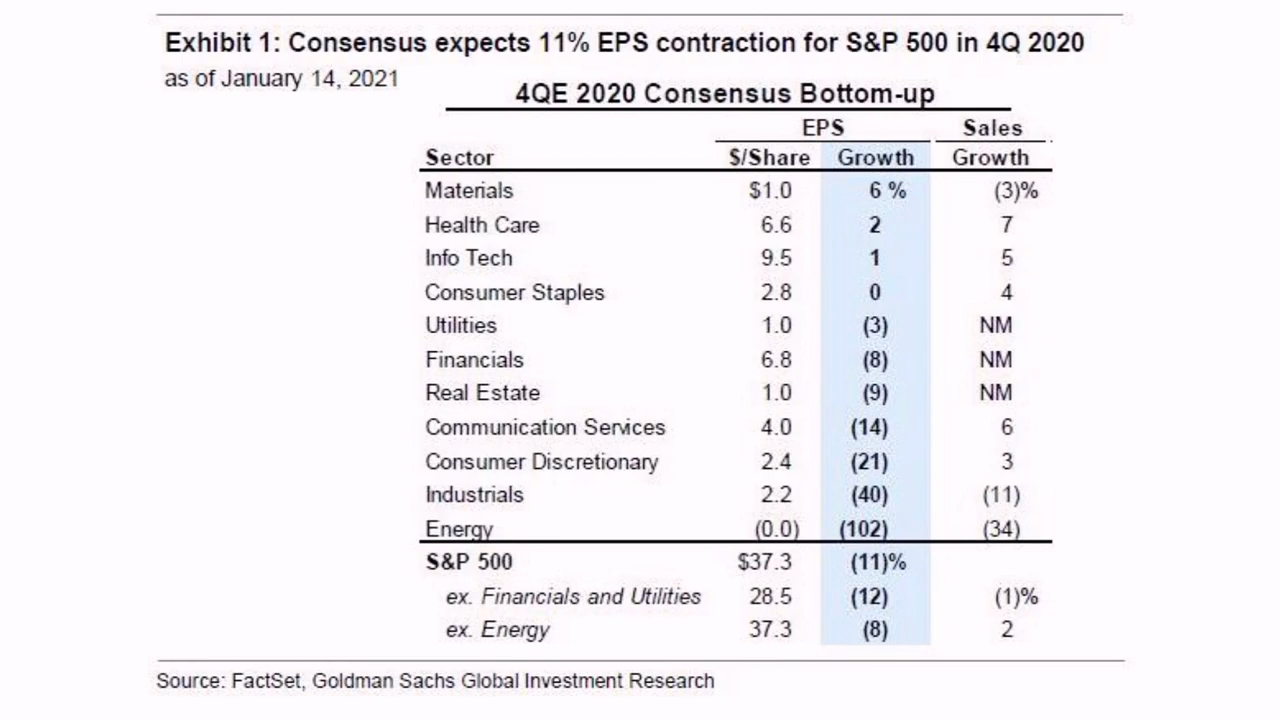 Exhibit 1: Consensus expects 11% EPS contraction for S&P 500 in 4Q 2020
as of January 14, 2021
4QE 2020 Consensus Bottom-up
EPS Sales
Sector $/Share Growth Growth
Materials $1.0 6 % (3)%
Health Care 6.6 2 7
Info Tech 9.5 1 5
Consumer Staples 2.8 0 4
Utilities 1.0 (3) NM
Financials 6.8 (8) NM
Real Estate 1.0 (9) NM
Communication Services 4.0 (14) 6
Consumer Discretionary 2.4 (21) 3
Industrials 2.2 (40) (11)
Energy (0.0) (102) (34)
S&P 500 $37.3 (11)%
ex. Financials and Utilities 28.5 (12) (1)%
ex. Energy 37.3 (8) 2
Source: FactSet, Goldman Sachs Global Investment Research